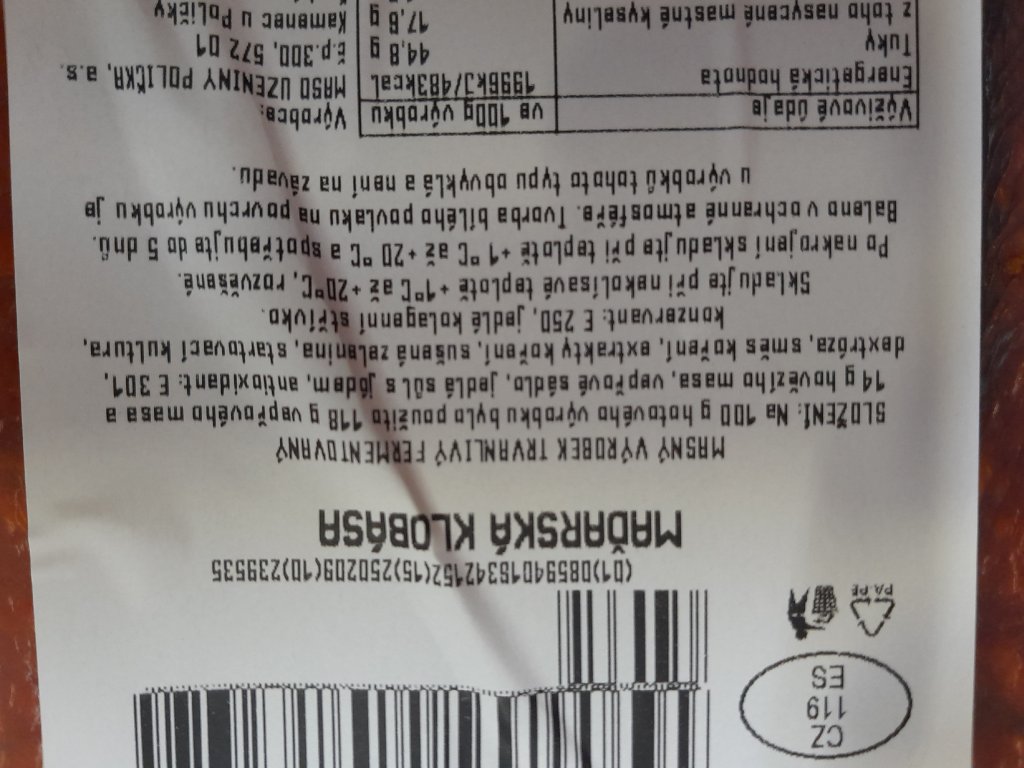 CZ
119
ES
PA.PE
(01)08594016342152(15)250209(10)239535
MAĎARSKÁ KLOBÁSA
MASNÝ VÝROBEK TRVANLIVÝ FERMENTOVANÝ
SLOŽENÍ: Na 100 g hotového výrobku bylo použito 118 g vepřového masa a
14 g hovězího masa, vepřové sádlo, jedlá sůl s jódem, antioxidant: E 301,
dextróza, směs koření, extrakty koření, sušená zelenina, startovací kultura,
konzervant: E 250, jedlé kolagenní střívko.
Skladujte při nekolísavé teplotě +1°C až +20°C, rozvěšené.
Po nakrojení skladujte při teplotě +1 °C až +20 °C a spotřebujte do 5 dnů.
Baleno v ochranné atmosféře. Tvorba bílého povlaku na povrchu výrobku je
u výrobků tohoto typu obvyklá a není na závadu.
Výživové údaje ve 100g výrobku
Energetická hodnota 1996kJ/483kcal
Tuky 44,8 g
z toho nasycené mastné kyseliny 17,8 g
Výrobce:
MASO UZENINY POLIČKA, a.s.
č.p.300, 572 01
Kamenec u Poličky